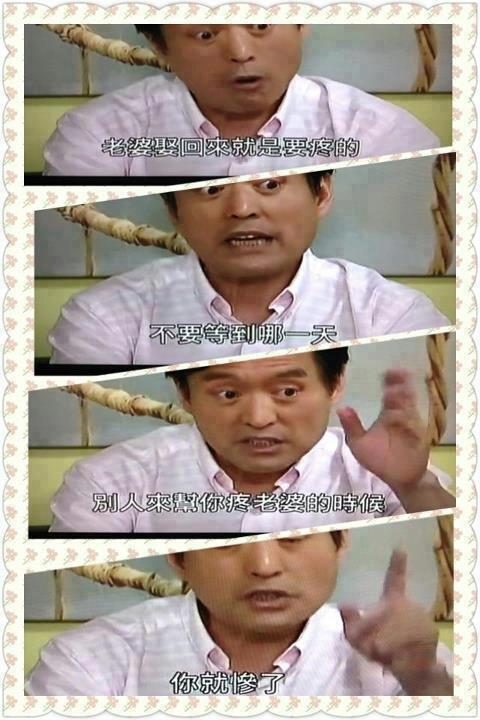 老婆娶回來就是要疼的
不要等到哪一天
別人來幫你疼老婆的時候
你就慘了